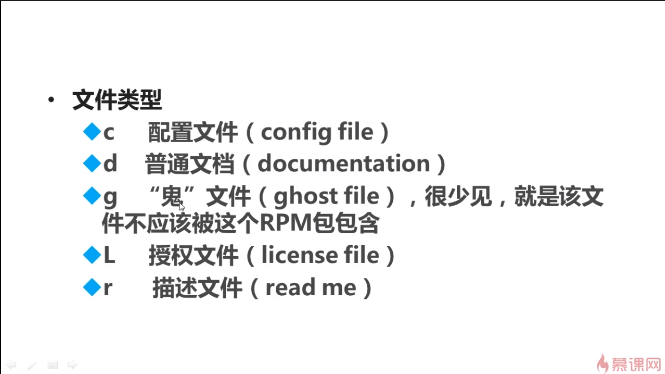 • 文件类型
◆c 配置文件（config file）
◆d 普通文档（documentation）
◆g “鬼”文件（ghost file），很少见，就是该文
件不应该被这个RPM包包含
◆L 授权文件（license file）
◆r 描述文件（read me）
慕课网